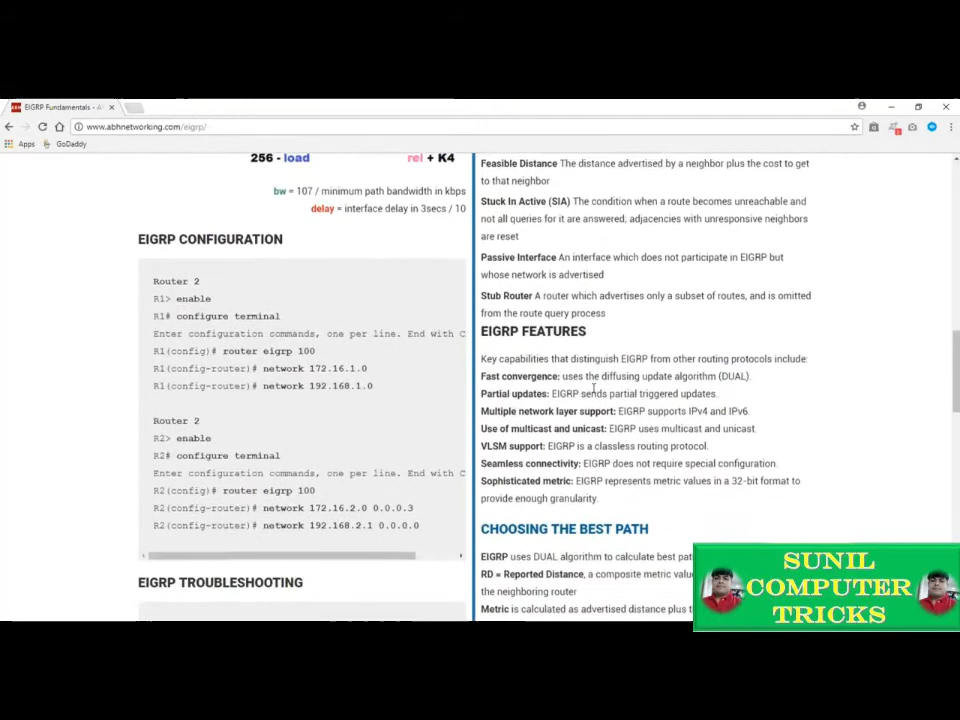 EIGRP Fundamentals - A
www.abhnetworking.com/eigrp/
Apps
GoDaddy
256 - load
rel + K4
bw = 107 / minimum path bandwidth in kbps
delay = interface delay in 3secs / 10
EIGRP CONFIGURATION
Router 2
R1> enable
R1# configure terminal
Enter configuration commands, one per line. End with C
R1(config)# router eigrp 100
R1(config-router)# network 172.16.1.0
R1(config-router)# network 192.168.1.0
Router 2
R2> enable
R2# configure terminal
Enter configuration commands, one per line. End with C
R2(config)# router eigrp 100
R2(config-router)# network 172.16.2.0 0.0.0.3
R2(config-router)# network 192.168.2.1 0.0.0.0
EIGRP TROUBLESHOOTING
Feasible Distance The distance advertised by a neighbor plus the cost to get
to that neighbor
Stuck In Active (SIA) The condition when a route becomes unreachable and
not all queries for it are answered, adjacencies with unresponsive neighbors
are reset
Passive Interface An interface which does not participate in EIGRP but
whose network is advertised
Stub Router A router which advertises only a subset of routes, and is omitted
from the route query process
EIGRP FEATURES
Key capabilities that distinguish EIGRP from other routing protocols include:
Fast convergence: uses the diffusing update algorithm (DUAL).
Partial updates: EIGRP sends partial triggered updates.
Multiple network layer support: EIGRP supports IPv4 and IPv6.
Use of multicast and unicast: EIGRP uses multicast and unicast.
VLSM support: EIGRP is a classless routing protocol.
Seamless connectivity: EIGRP does not require special configuration.
Sophisticated metric: EIGRP represents metric values in a 32-bit format to
provide enough granularity.
CHOOSING THE BEST PATH
EIGRP uses DUAL algorithm to calculate best pat
RD = Reported Distance, a composite metric valu
the neighboring router
Metric is calculated as advertised distance plus t
SUNIL
COMPUTER
TRICKS